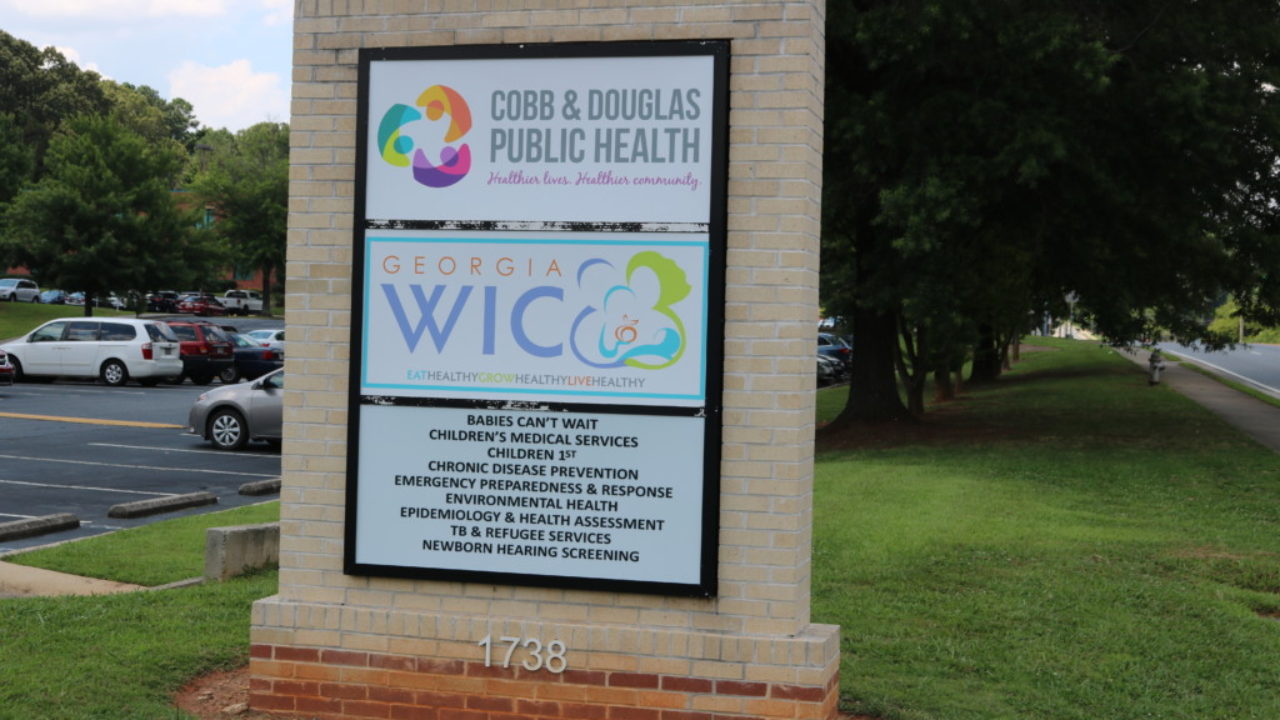 COBB & DOUGLAS
PUBLIC HEALTH
Healthier lives. Healthier community.
GEORGIA
WIC
EATHEALTHYGROWHEALTHYLIVEHEALTHY
BABIES CAN'T WAIT
CHILDREN'S MEDICAL SERVICES
CHILDREN 1ST
CHRONIC DISEASE PREVENTION
EMERGENCY PREPAREDNESS & RESPONSE
ENVIRONMENTAL HEALTH
EPIDEMIOLOGY & HEALTH ASSESSMENT
TB & REFUGEE SERVICES
NEWBORN HEARING SCREENING
1738